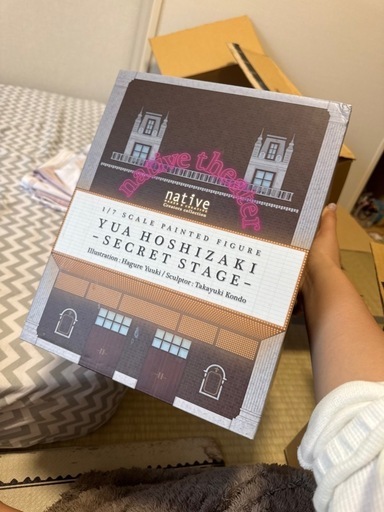 native theater
native
Creators collection
1/7 SCALE PAINTED FIGURE
YUA HOSHIZAKI
-SECRET STAGE-
Illustration : Hagure Yuuki / Sculptor : Takayuki Kondo